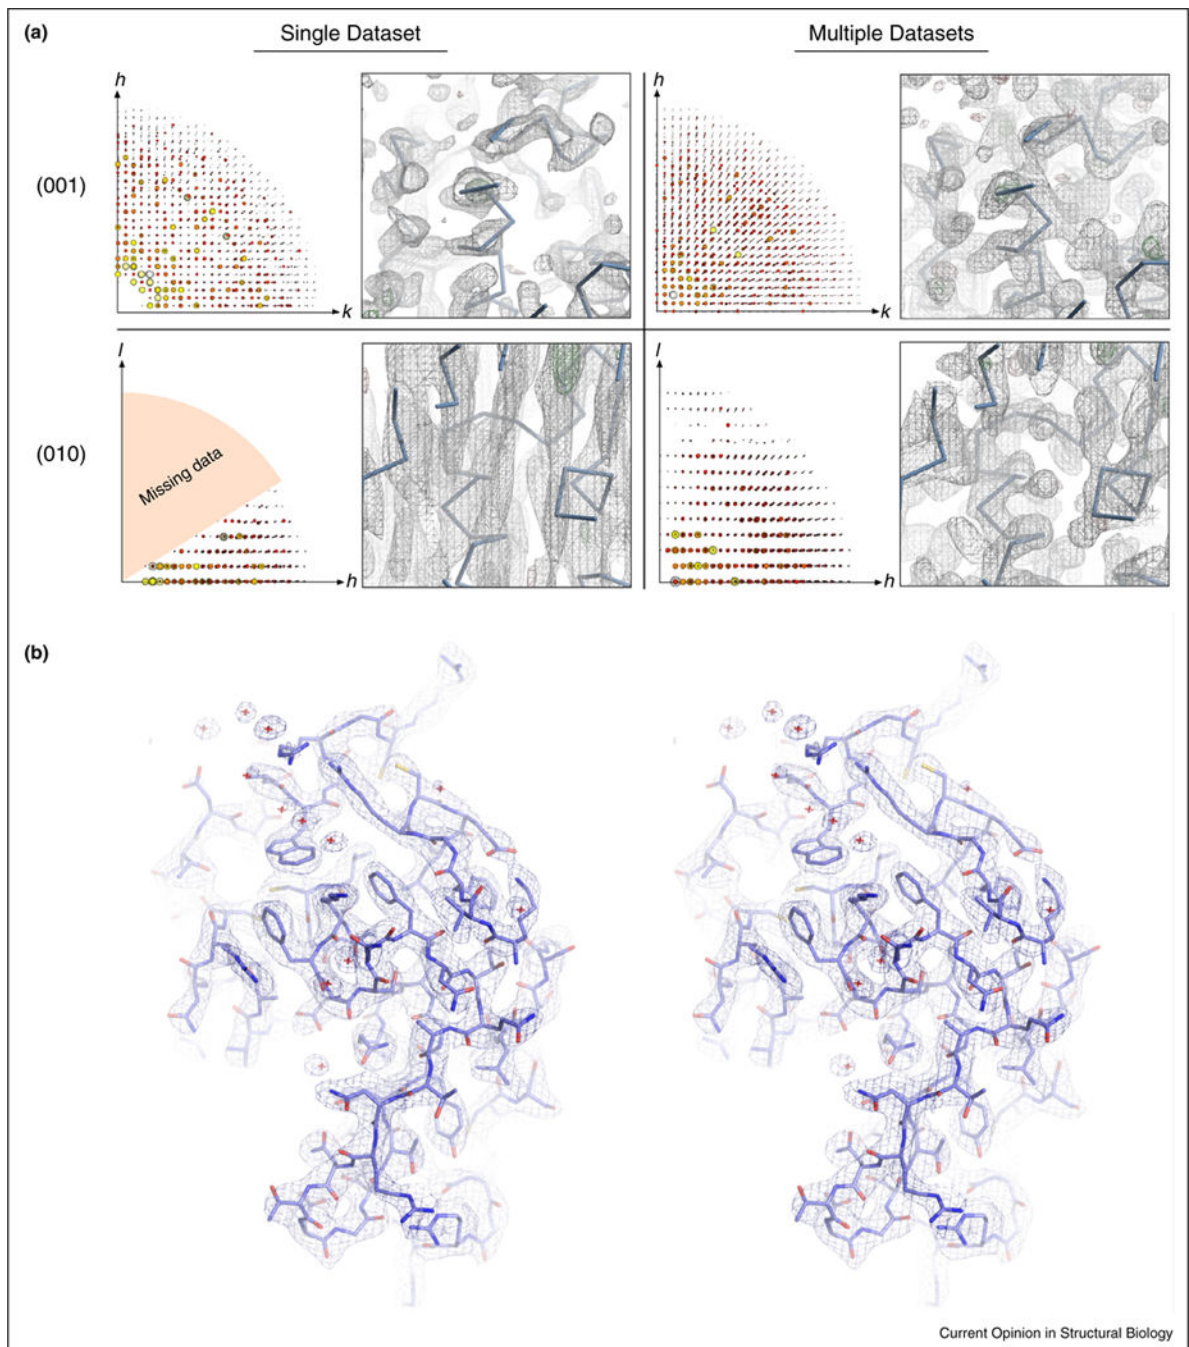 (a)
Single Dataset
Multiple Datasets
h
h
(001)
k
k
l
l
(010)
Missing data
h
h
(b)
Current Opinion in Structural Biology